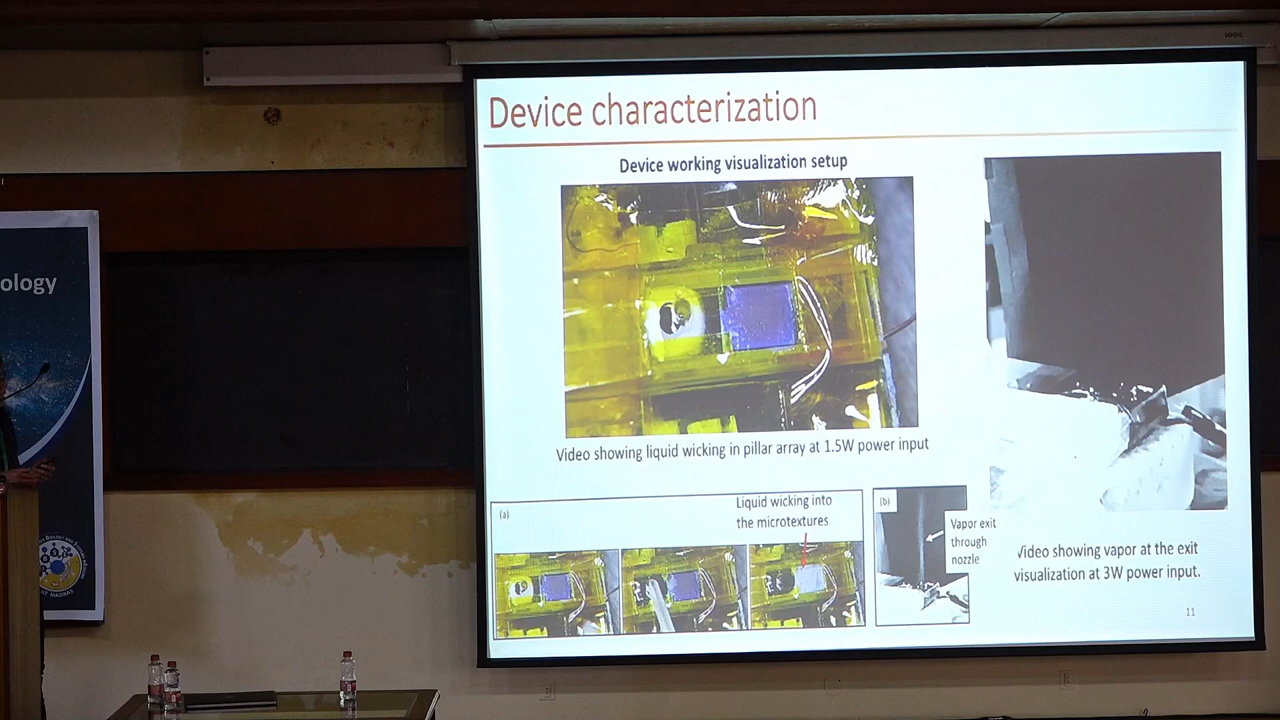 LOGIC
Device characterization
Device working visualization setup
Video showing liquid wicking in pillar array at 1.5W power input
(a)
Liquid wicking into
the microtextures
(b)
Vapor exit
through
nozzle
Video showing vapor at the exit
visualization at 3W power input.
11
ology